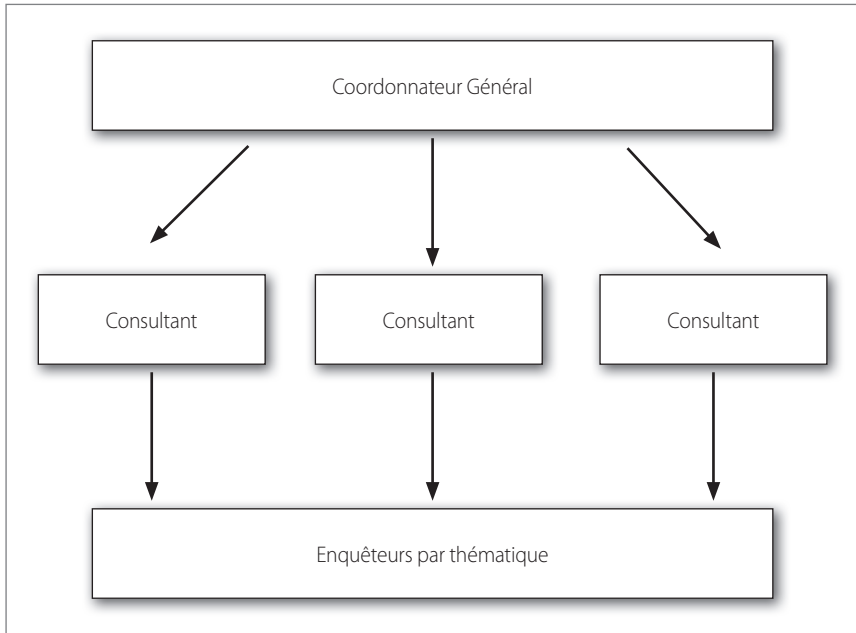 Coordonnateur Général
Consultant
Consultant
Consultant
Enquêteurs par thématique